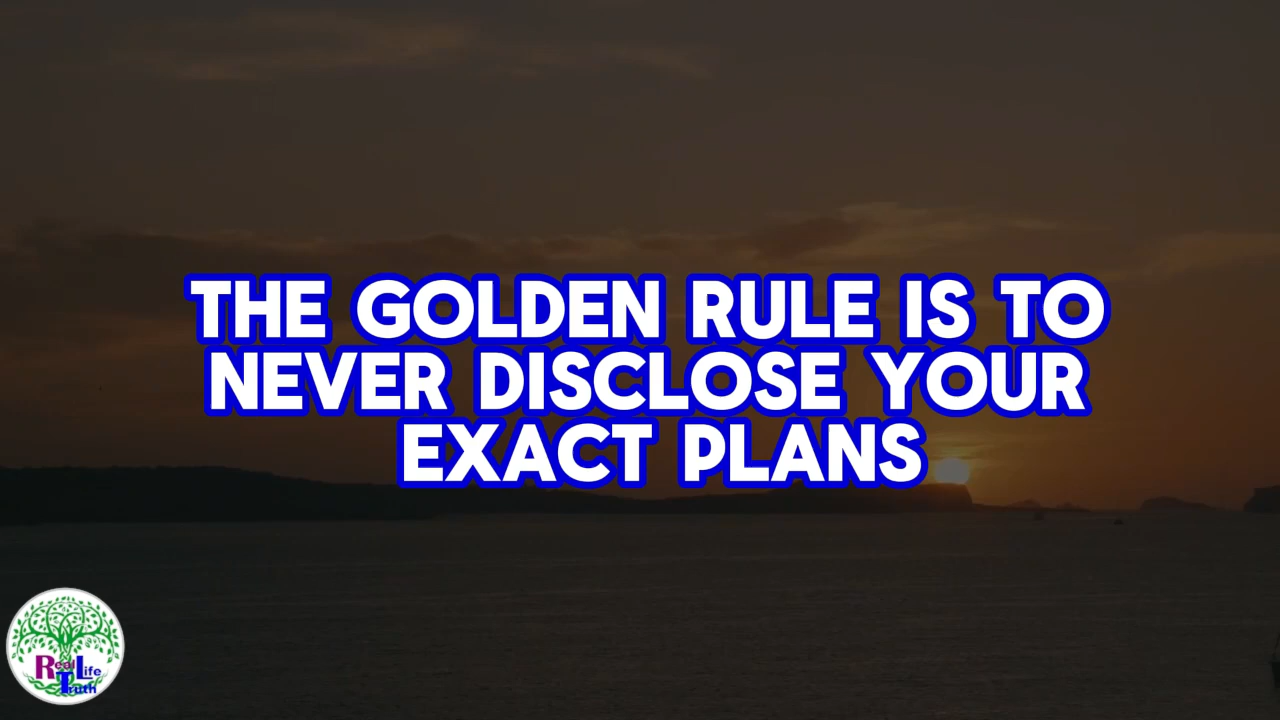 THE GOLDEN RULE IS TO
NEVER DISCLOSE YOUR
EXACT PLANS
Real Life
Truth